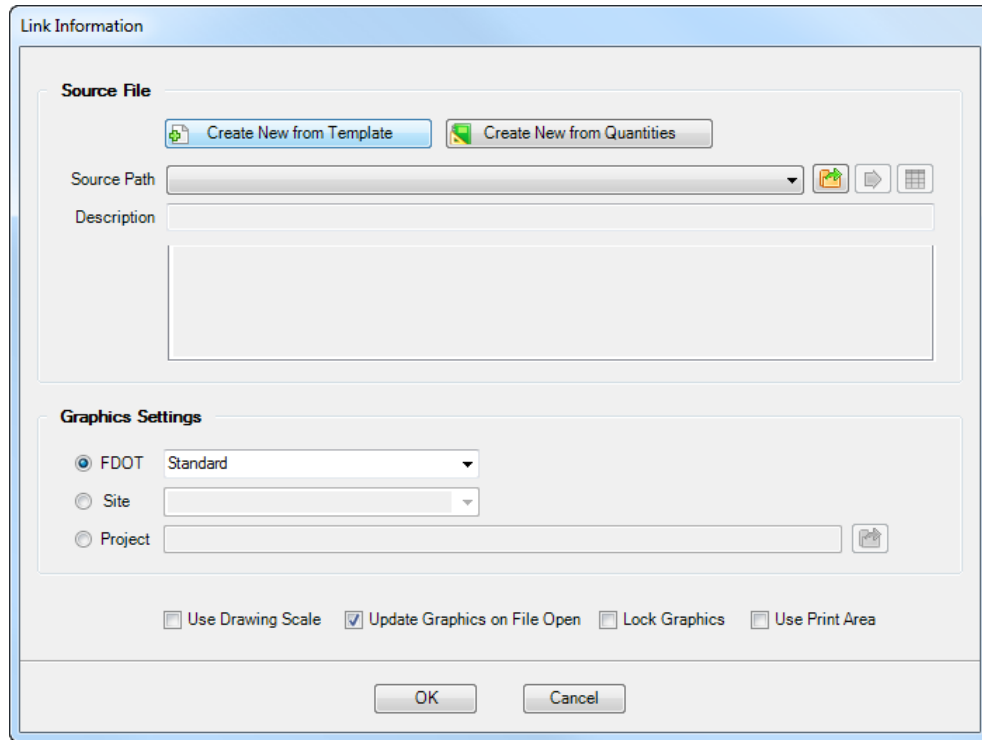 Link Information
Source File
Create New from Template Create New from Quantities
Source Path
Description
Graphics Settings
FDOT Standard
Site
Project
Use Drawing Scale Update Graphics on File Open Lock Graphics Use Print Area
OK Cancel